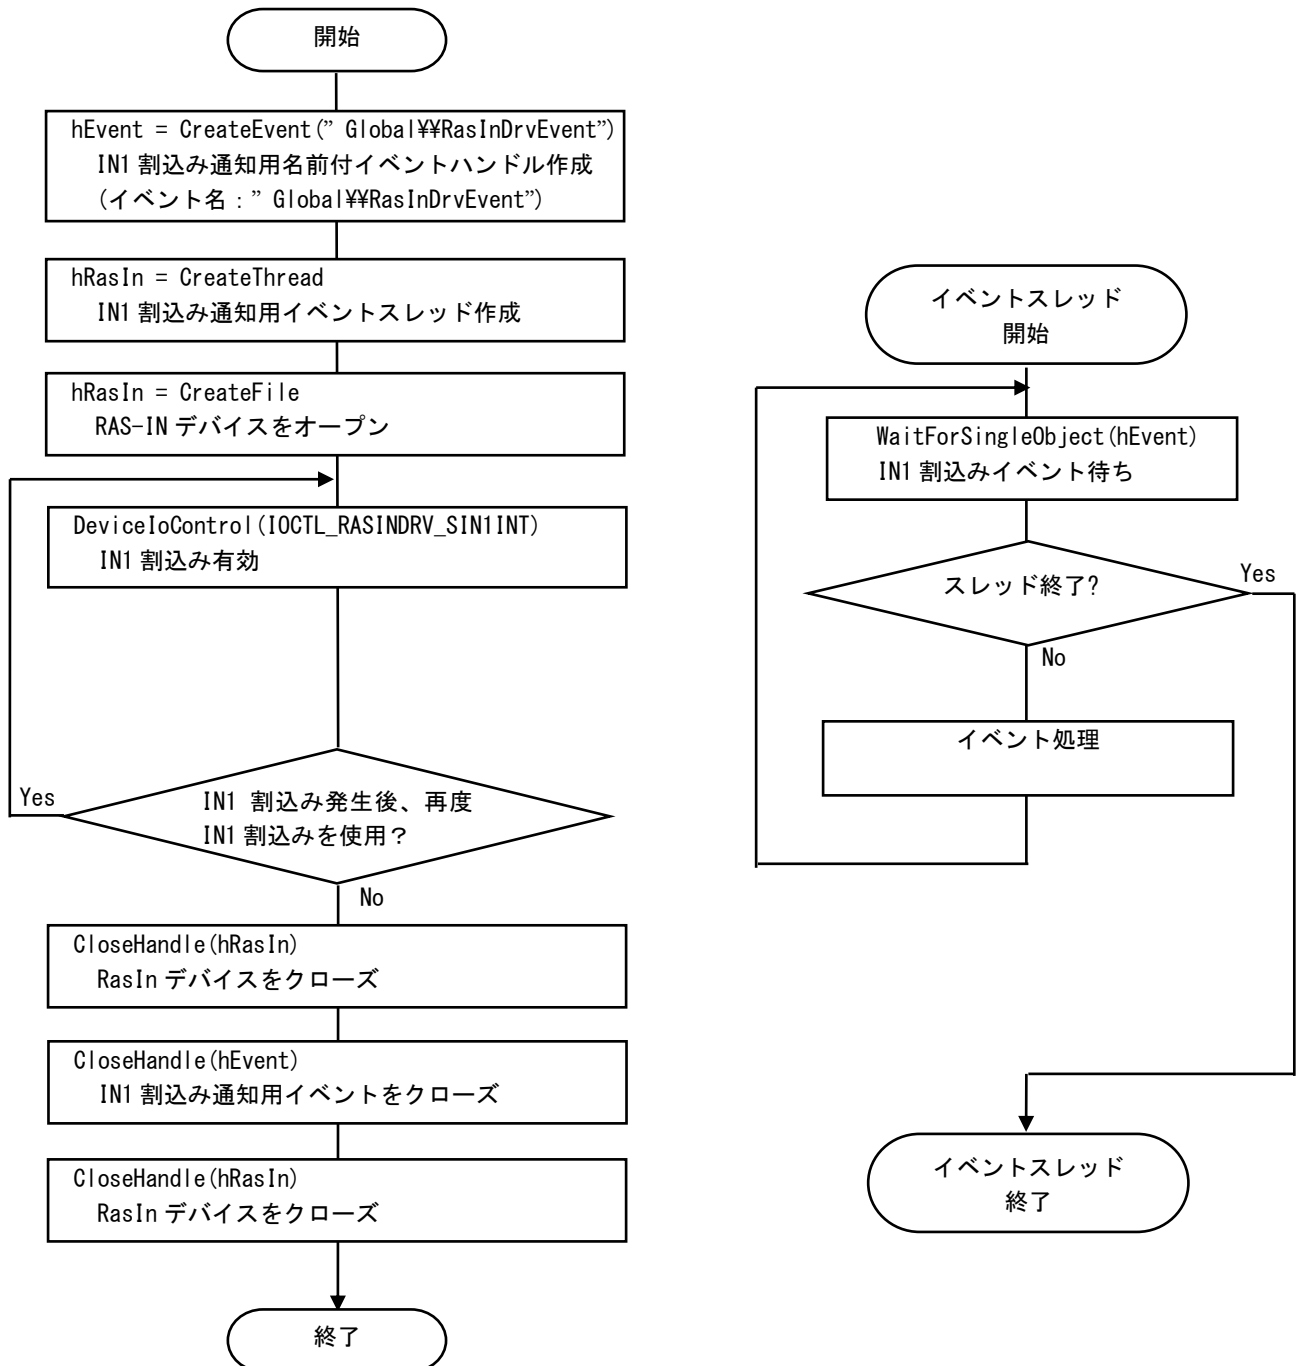 開始
hEvent = CreateEvent(” Global¥¥RasInDrvEvent”)
IN1 割込み通知用名前付イベントハンドル作成
(イベント名：” Global¥¥RasInDrvEvent”)
hRasIn = CreateThread
IN1 割込み通知用イベントスレッド作成
hRasIn = CreateFile
RAS-IN デバイスをオープン
DeviceIoControl(IOCTL_RASINDRV_SIN1INT)
IN1 割込み有効
Yes
IN1 割込み発生後、再度
IN1 割込みを使用？
No
CloseHandle(hRasIn)
RasIn デバイスをクローズ
CloseHandle(hEvent)
IN1 割込み通知用イベントをクローズ
CloseHandle(hRasIn)
RasIn デバイスをクローズ
終了
イベントスレッド
開始
WaitForSingleObject(hEvent)
IN1 割込みイベント待ち
スレッド終了?
Yes
No
イベント処理
イベントスレッド
終了